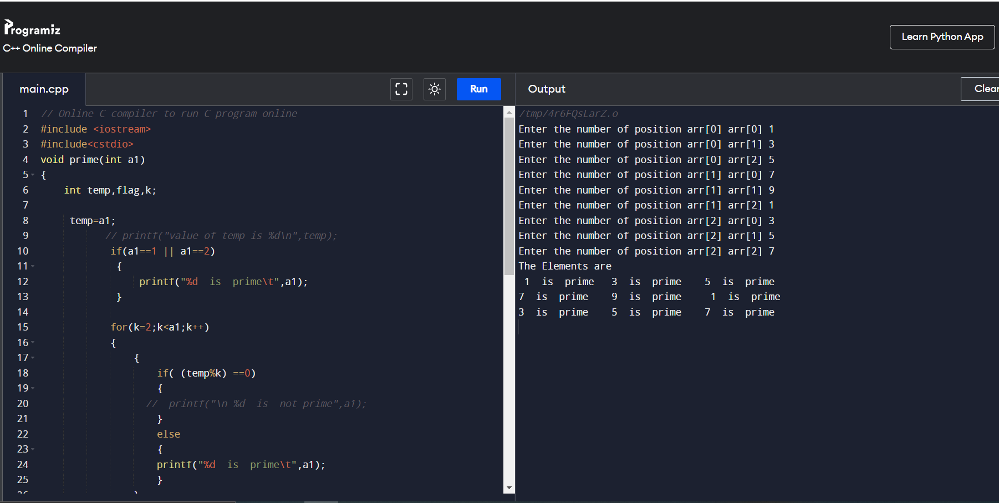 Programiz
C++ Online Compiler
Learn Python App
main.cpp
Run
Output
Clear
1 // Online C compiler to run C program online
2 #include <iostream>
3 #include<cstdio>
4 void prime(int a1)
5 {
6 int temp,flag,k;
7
8 temp=a1;
9 // printf("value of temp is %d\n",temp);
10 if(a1==1 || a1==2)
11 {
12 printf("%d  is  prime\t",a1);
13 }
14
15 for(k=2;k<a1;k++)
16 {
17 {
18 if( (temp%k) ==0)
19 {
20 //  printf("\n %d  is  not prime",a1);
21 }
22 else
23 {
24 printf("%d  is  prime\t",a1);
25 }
26 }
/tmp/4r6FQsLarZ.o
Enter the number of position arr[0] arr[0] 1
Enter the number of position arr[0] arr[1] 3
Enter the number of position arr[0] arr[2] 5
Enter the number of position arr[1] arr[0] 7
Enter the number of position arr[1] arr[1] 9
Enter the number of position arr[1] arr[2] 1
Enter the number of position arr[2] arr[0] 3
Enter the number of position arr[2] arr[1] 5
Enter the number of position arr[2] arr[2] 7
The Elements are
1  is  prime   3  is  prime    5  is  prime
7  is  prime    9  is  prime     1  is  prime
3  is  prime    5  is  prime    7  is  prime